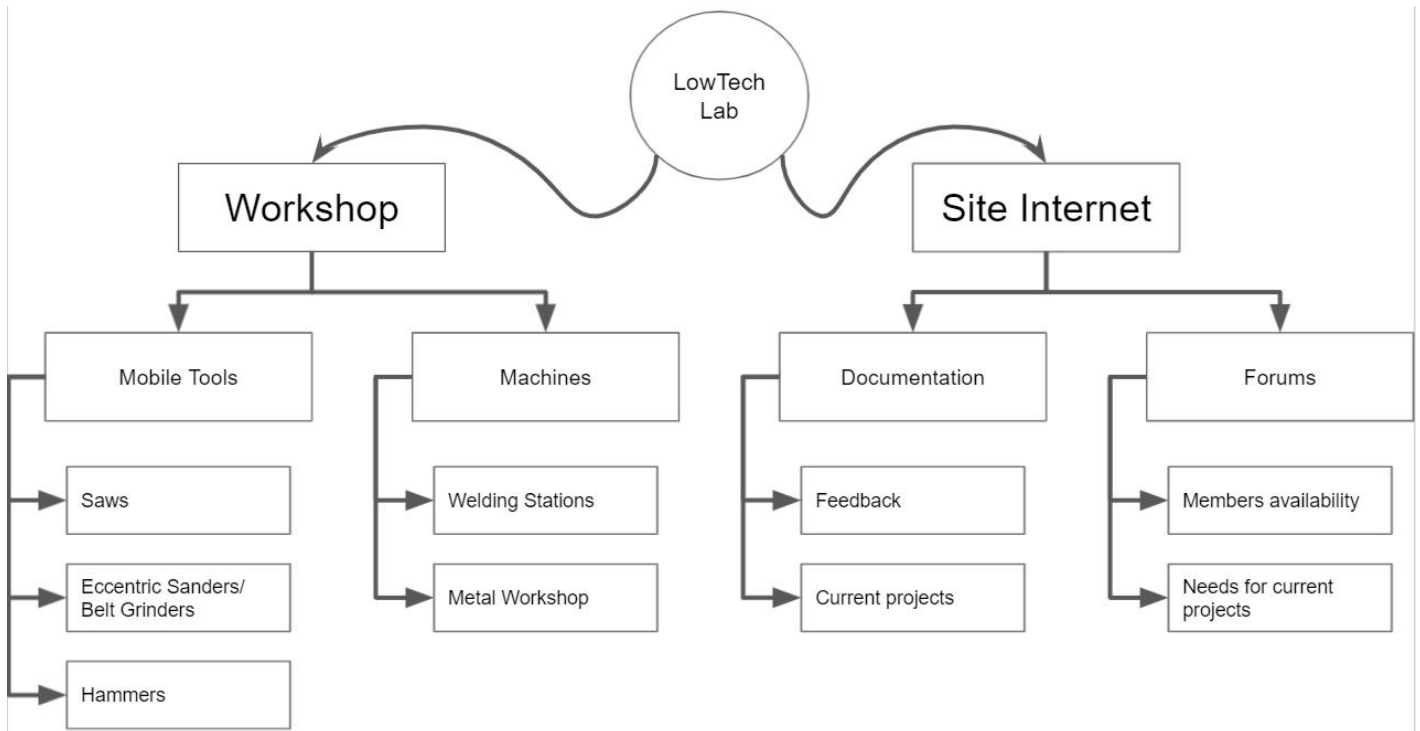 LowTech
Lab
Workshop
Site Internet
Mobile Tools
Machines
Documentation
Forums
Saws
Welding Stations
Feedback
Members availability
Eccentric Sanders/
Belt Grinders
Metal Workshop
Current projects
Needs for current
projects
Hammers